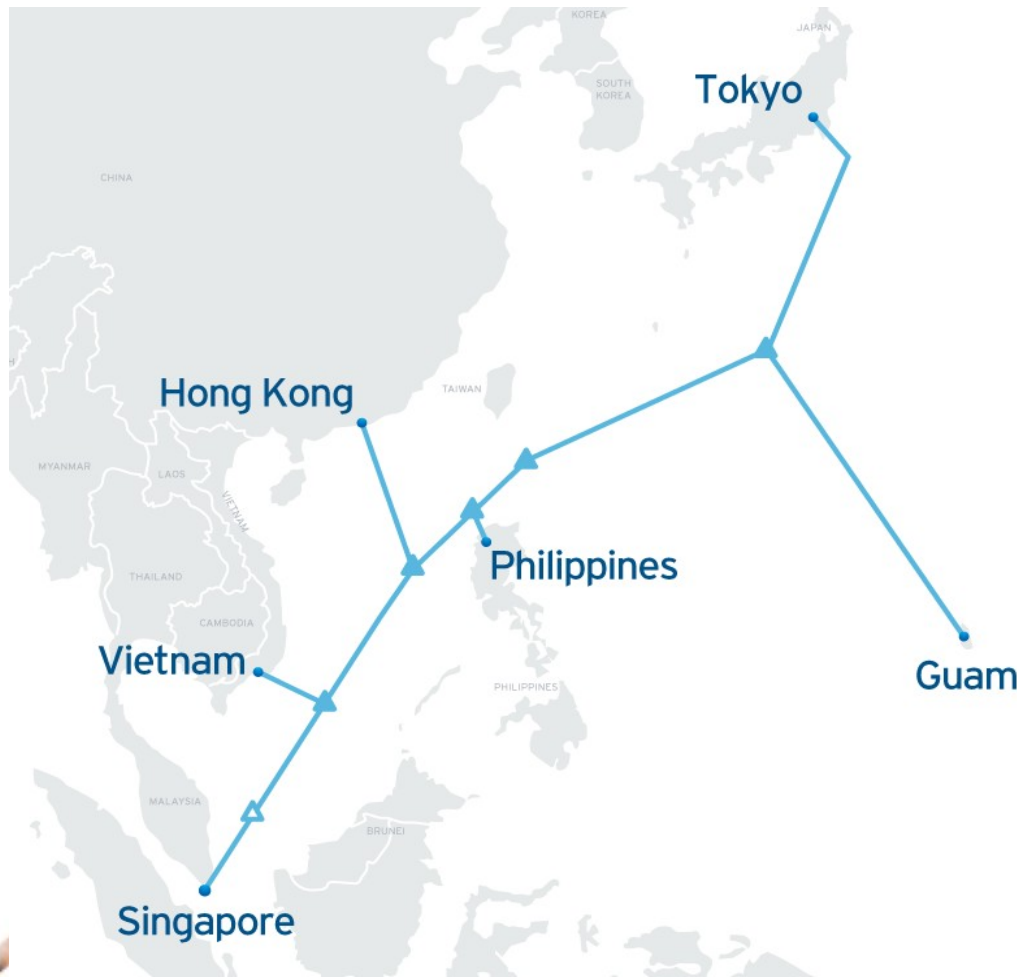 KOREA
JAPAN
SOUTH
KOREA
Tokyo
CHINA
Hong Kong
TAIWAN
MYANMAR
LAOS
VIETNAM
THAILAND
Philippines
CAMBODIA
Vietnam
PHILIPPINES
Guam
MALAYSIA
BRUNEI
Singapore